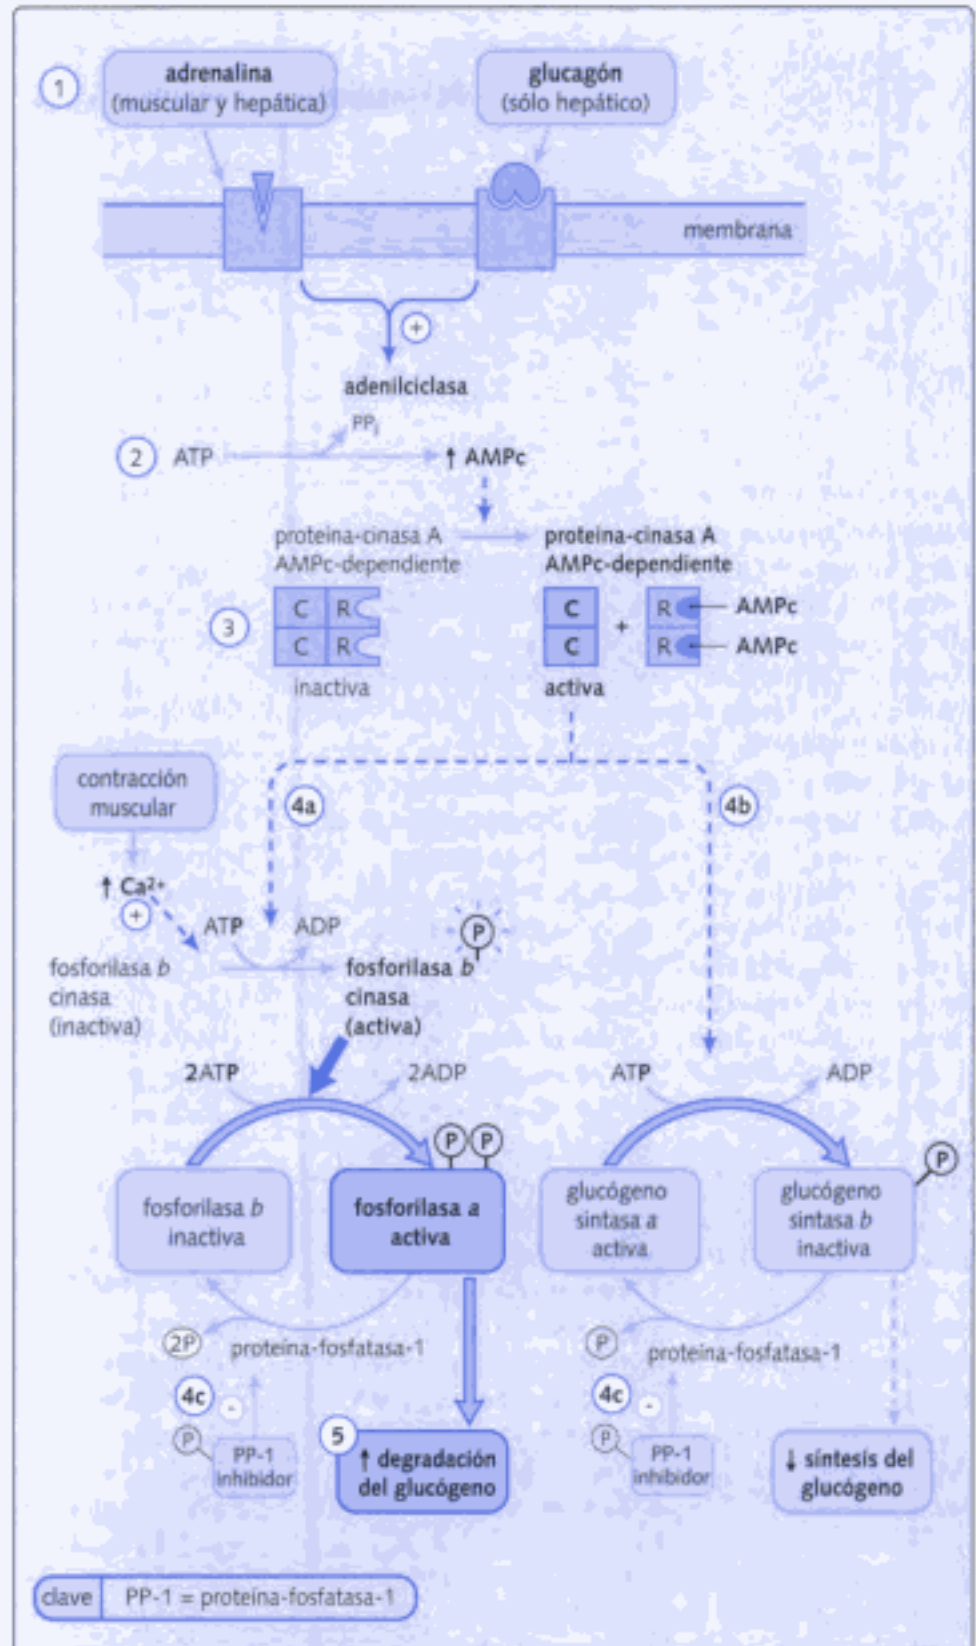 1
adrenalina
(muscular y hepática)
glucagón
(sólo hepático)
membrana
+
adenilciclasa
PPi
2
ATP
↑ AMPc
proteína-cinasa A
AMPc-dependiente
proteína-cinasa A
AMPc-dependiente
3
C R
C R
inactiva
C
C
activa
+
R AMPc
R AMPc
contracción
muscular
4a
4b
↑ Ca2+
+
ATP
ADP
P
fosforilasa b
cinasa
(inactiva)
fosforilasa b
cinasa
(activa)
2ATP
2ADP
ATP
ADP
P P
P
fosforilasa b
inactiva
fosforilasa a
activa
glucógeno
sintasa a
activa
glucógeno
sintasa b
inactiva
2P
proteína-fosfatasa-1
P
proteína-fosfatasa-1
4c
-
P
PP-1
inhibidor
5
↑ degradación
del glucógeno
4c
-
P
PP-1
inhibidor
↓ síntesis del
glucógeno
clave
PP-1 = proteína-fosfatasa-1